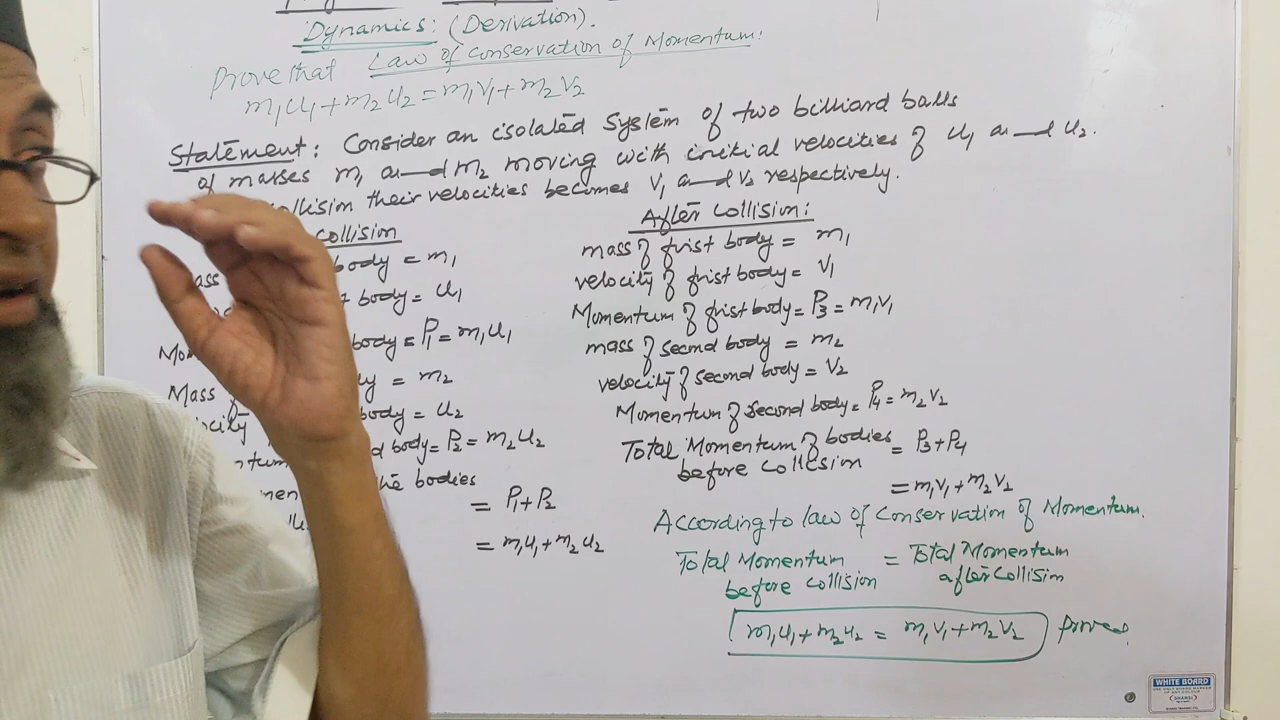 Dynamics: (Derivation).
Prove that Law of conservation of Momentum:
m₁u₁+m₂u₂=m₁v₁+m₂v₂
Statement: Consider an isolated system of two billiard balls
of masses m₁ and m₂ moving with initial velocities of u₁ and u₂.
collision their velocities becomes v₁ and v₂ respectively.
collision
body = m₁
body = u₁
body = P₁ = m₁u₁
Mass
= m₂
body = u₂
body = P₂ = m₂u₂
bodies
= P₁+P₂
= m₁u₁+m₂u₂
After collision:
mass of frist body = m₁
velocity of frist body = v₁
Momentum of frist body = P₃ = m₁v₁
mass of second body = m₂
velocity of second body = v₂
Momentum of second body = P₄ = m₂v₂
Total Momentum of bodies
before collision = P₃+P₄
= m₁v₁+m₂v₂
According to law of Conservation of Momentum.
Total Momentum = Total Momentum
before collision after collision
m₁u₁+m₂u₂ = m₁v₁+m₂v₂
WHITE BOARD